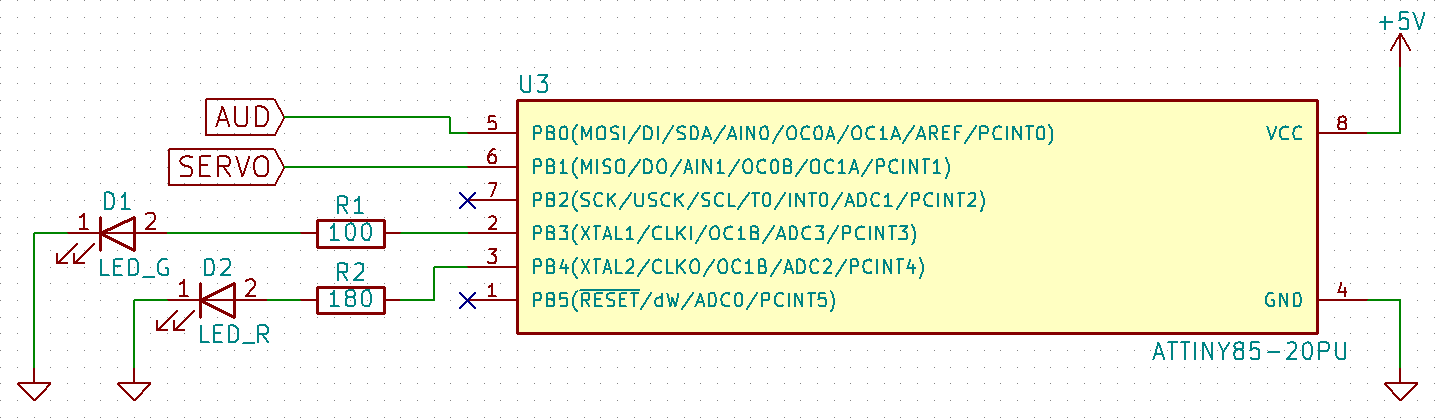 +5V
U3
AUD
5 PB0(MOSI/DI/SDA/AIN0/OC0A/OC1A/AREF/PCINT0) VCC 8
SERVO
6 PB1(MISO/DO/AIN1/OC0B/OC1A/PCINT1)
7 PB2(SCK/USCK/SCL/T0/INT0/ADC1/PCINT2)
D1
R1
1 2 100 2 PB3(XTAL1/CLKI/OC1B/ADC3/PCINT3)
LED_G
D2
R2
3 PB4(XTAL2/CLKO/OC1B/ADC2/PCINT4)
1 2 180 1 PB5(RESET/dW/ADC0/PCINT5) GND 4
LED_R
ATTINY85-20PU